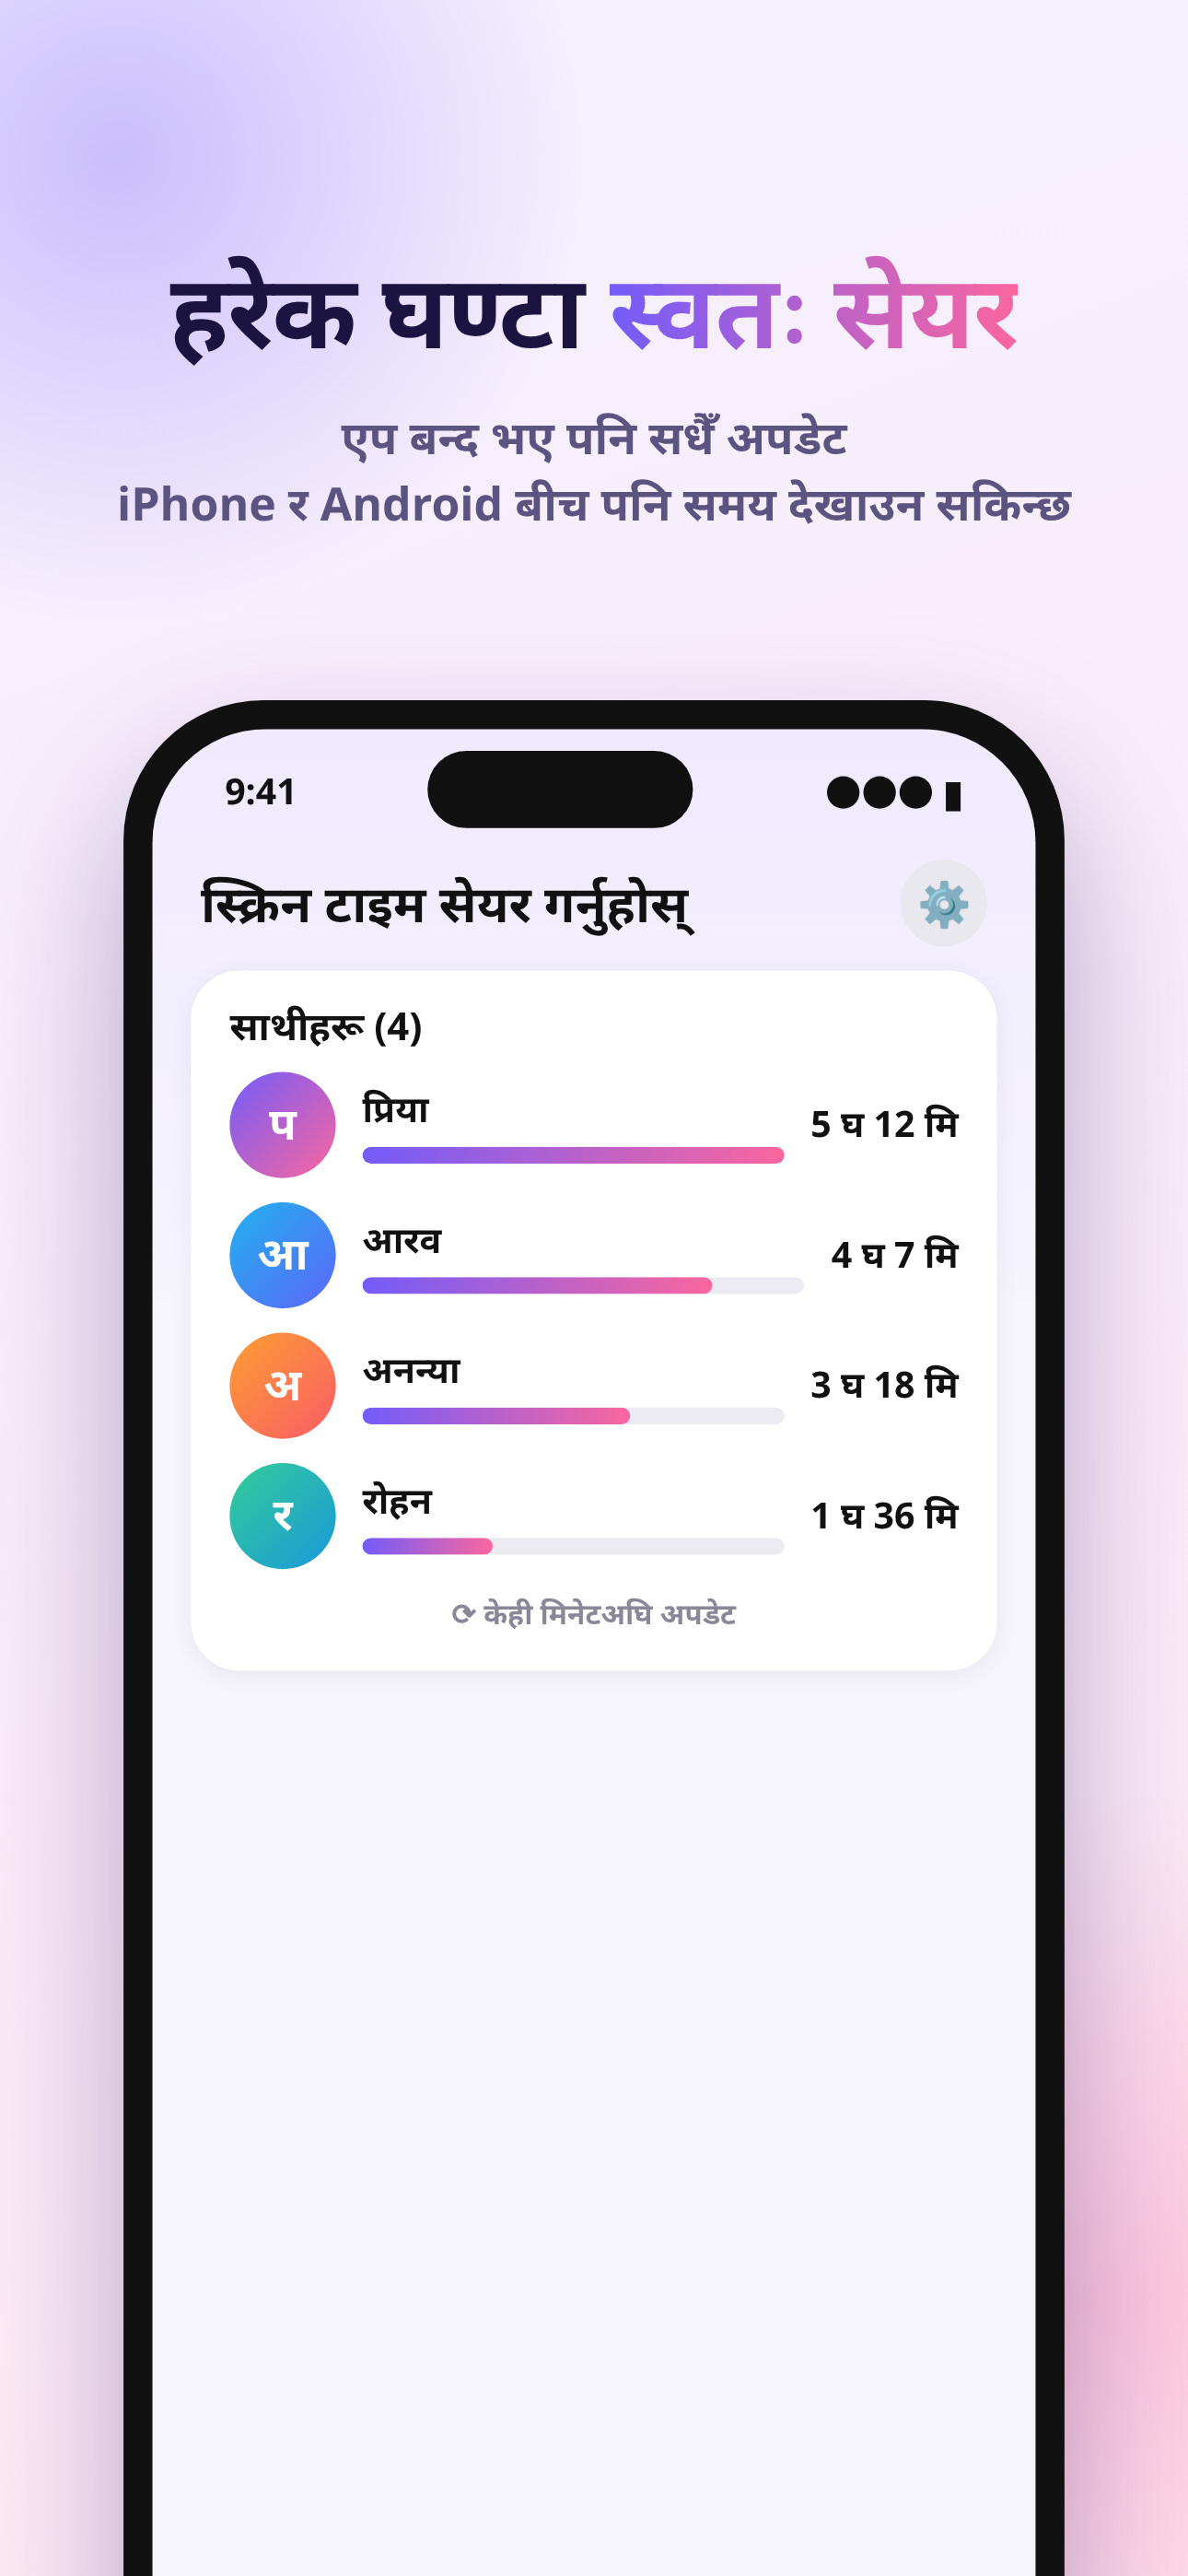 हरेक घण्टा स्वतः सेयर
एप बन्द भए पनि सधैँ अपडेट
iPhone र Android बीच पनि समय देखाउन सकिन्छ
9:41
स्क्रिन टाइम सेयर गर्नुहोस्
साथीहरू (4)
प
प्रिया
5 घ 12 मि
आ
आरव
4 घ 7 मि
अ
अनन्या
3 घ 18 मि
र
रोहन
1 घ 36 मि
⟳ केही मिनेटअघि अपडेट